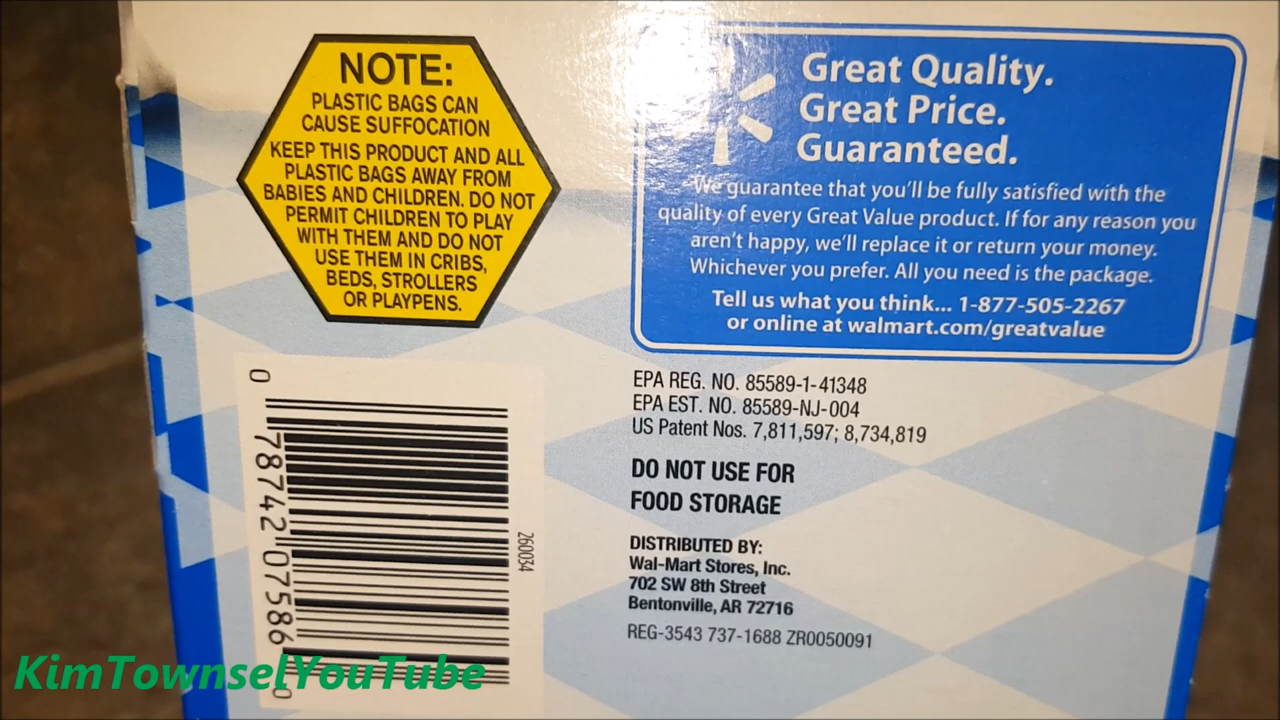 NOTE:
PLASTIC BAGS CAN
CAUSE SUFFOCATION
KEEP THIS PRODUCT AND ALL
PLASTIC BAGS AWAY FROM
BABIES AND CHILDREN. DO NOT
PERMIT CHILDREN TO PLAY
WITH THEM AND DO NOT
USE THEM IN CRIBS,
BEDS, STROLLERS
OR PLAYPENS.
Great Quality.
Great Price.
Guaranteed.
We guarantee that you'll be fully satisfied with the
quality of every Great Value product. If for any reason you
aren't happy, we'll replace it or return your money.
Whichever you prefer. All you need is the package.
Tell us what you think... 1-877-505-2267
or online at walmart.com/greatvalue
EPA REG. NO. 85589-1-41348
EPA EST. NO. 85589-NJ-004
US Patent Nos. 7,811,597; 8,734,819
DO NOT USE FOR
FOOD STORAGE
DISTRIBUTED BY:
Wal-Mart Stores, Inc.
702 SW 8th Street
Bentonville, AR 72716
REG-3543 737-1688 ZR0050091
0 78742 07586 0
260034
KimTownselYouTube